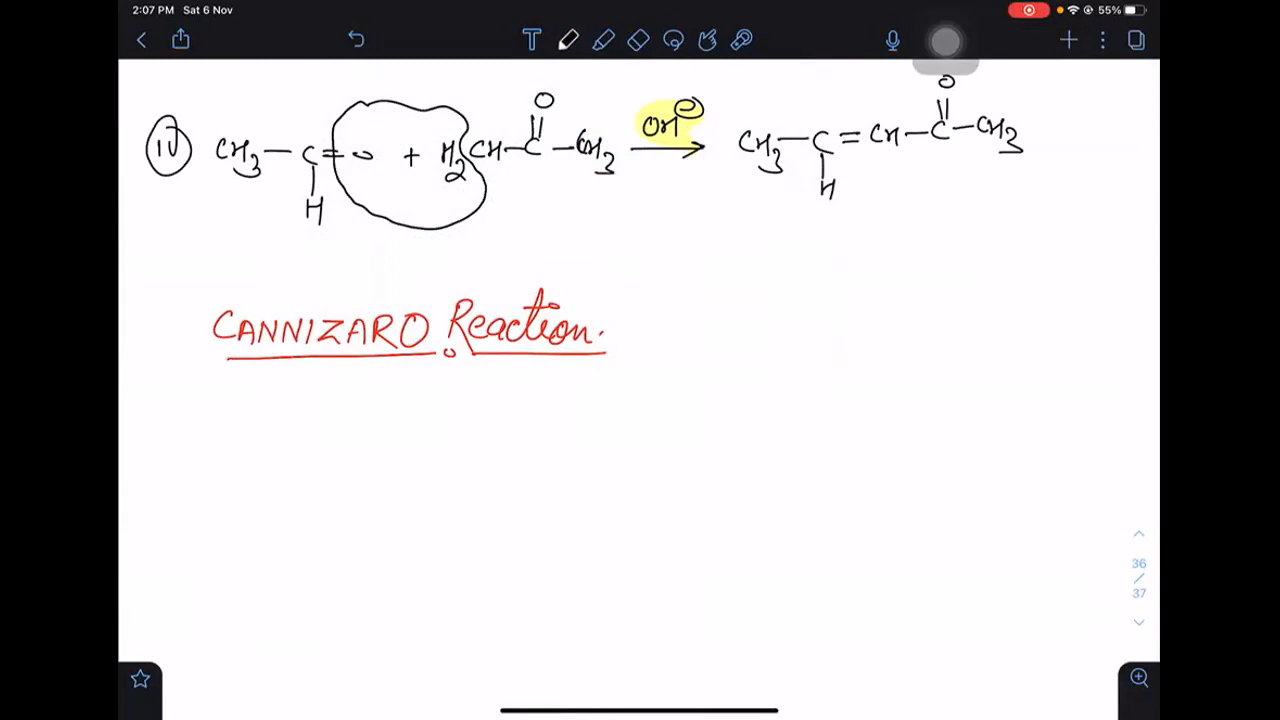 2:07 PM Sat 6 Nov 55%
O O
iv) CH3—C=O + H2CH—C—CH3 OH⊖ → CH3—C=CH—C—CH3
H H
CANNIZARO Reaction.
36
/
37